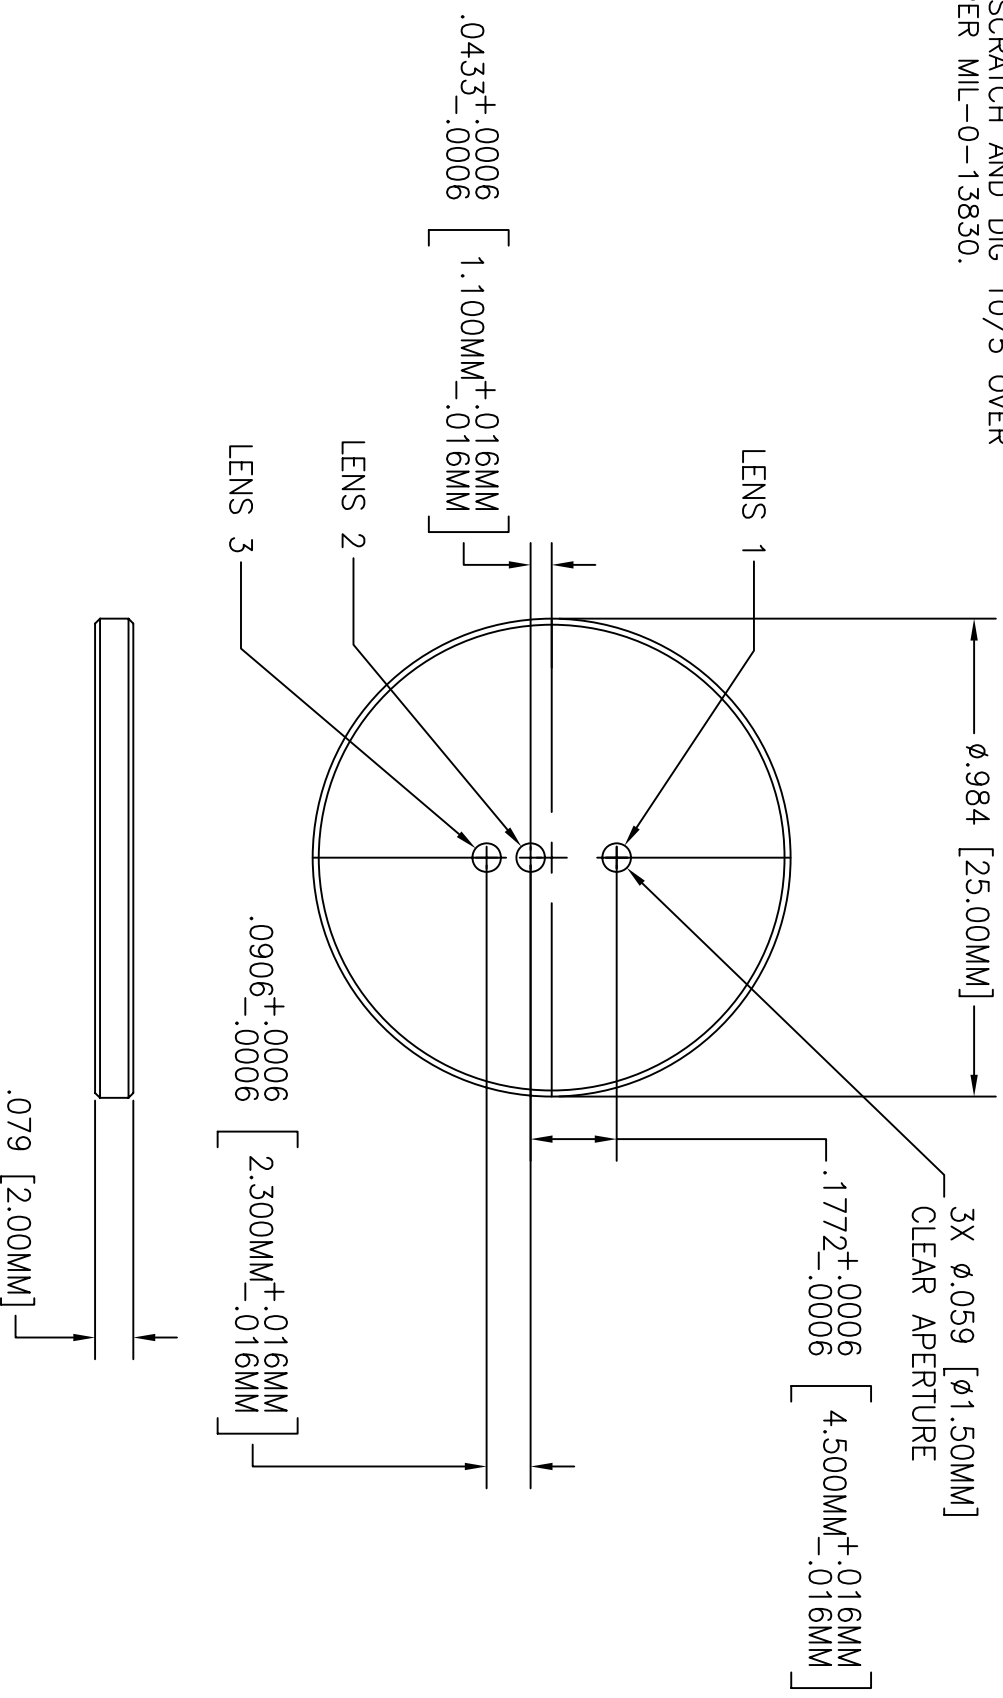 SCRATCH AND DIG 10/5 OVER
PER MIL-O-13830.
Ø.984 [25.00MM]
3X Ø.059 [Ø1.50MM]
CLEAR APERTURE
LENS 1
.1772+.0006 -.0006 [4.500MM+.016MM -.016MM]
.0433+.0006 -.0006 [1.100MM+.016MM -.016MM]
LENS 2
LENS 3
.0906+.0006 -.0006 [2.300MM+.016MM -.016MM]
.079 [2.00MM]